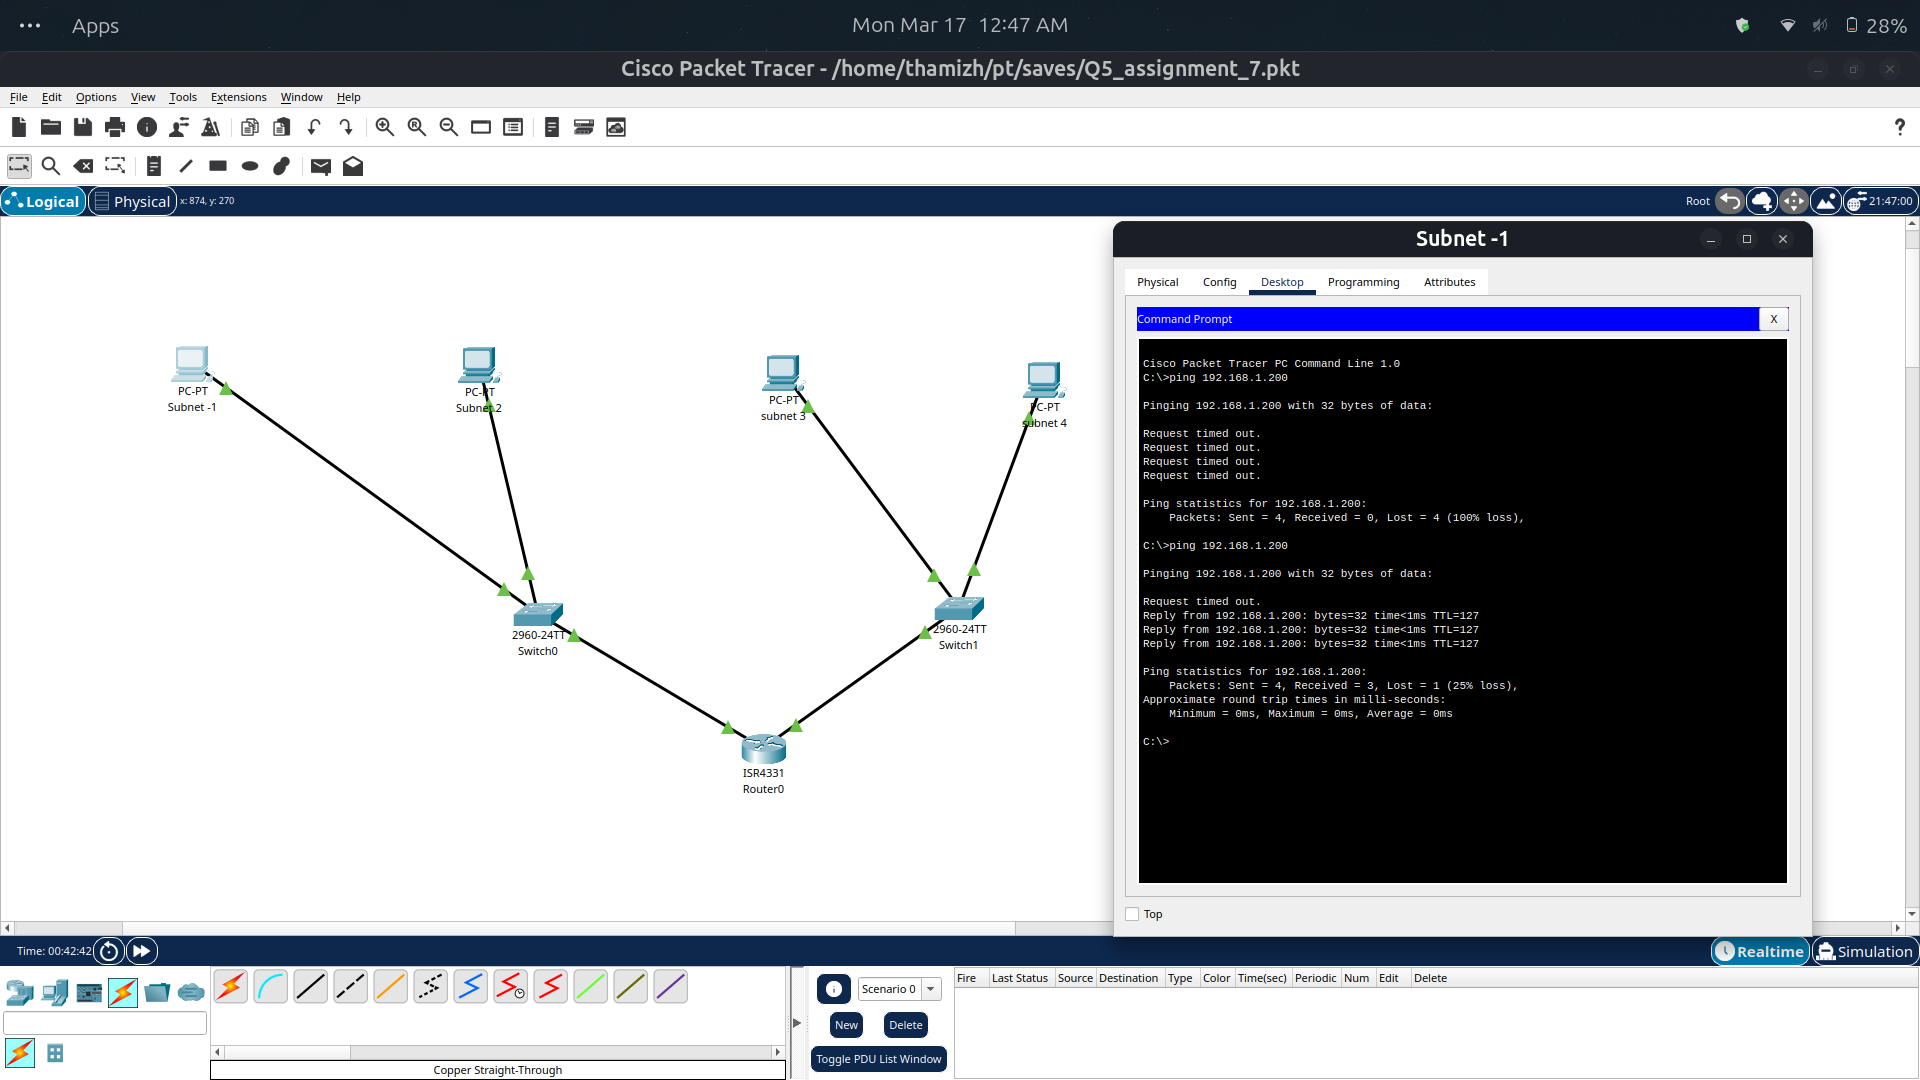 Apps
Mon Mar 17 12:47 AM
28%
Cisco Packet Tracer - /home/thamizh/pt/saves/Q5_assignment_7.pkt
File Edit Options View Tools Extensions Window Help
Logical
Physical
x: 874, y: 270
Root
21:47:00
PC-PT
Subnet -1
PC-PT
Subnet 2
PC-PT
subnet 3
PC-PT
subnet 4
2960-24TT
Switch0
2960-24TT
Switch1
ISR4331
Router0
Subnet -1
Physical Config Desktop Programming Attributes
Command Prompt
X
Cisco Packet Tracer PC Command Line 1.0
C:\>ping 192.168.1.200
Pinging 192.168.1.200 with 32 bytes of data:
Request timed out.
Request timed out.
Request timed out.
Request timed out.
Ping statistics for 192.168.1.200:
Packets: Sent = 4, Received = 0, Lost = 4 (100% loss),
C:\>ping 192.168.1.200
Pinging 192.168.1.200 with 32 bytes of data:
Request timed out.
Reply from 192.168.1.200: bytes=32 time<1ms TTL=127
Reply from 192.168.1.200: bytes=32 time<1ms TTL=127
Reply from 192.168.1.200: bytes=32 time<1ms TTL=127
Ping statistics for 192.168.1.200:
Packets: Sent = 4, Received = 3, Lost = 1 (25% loss),
Approximate round trip times in milli-seconds:
Minimum = 0ms, Maximum = 0ms, Average = 0ms
C:\>
Top
Time: 00:42:42
Realtime
Simulation
Scenario 0
New
Delete
Toggle PDU List Window
Fire Last Status Source Destination Type Color Time(sec) Periodic Num Edit Delete
Copper Straight-Through